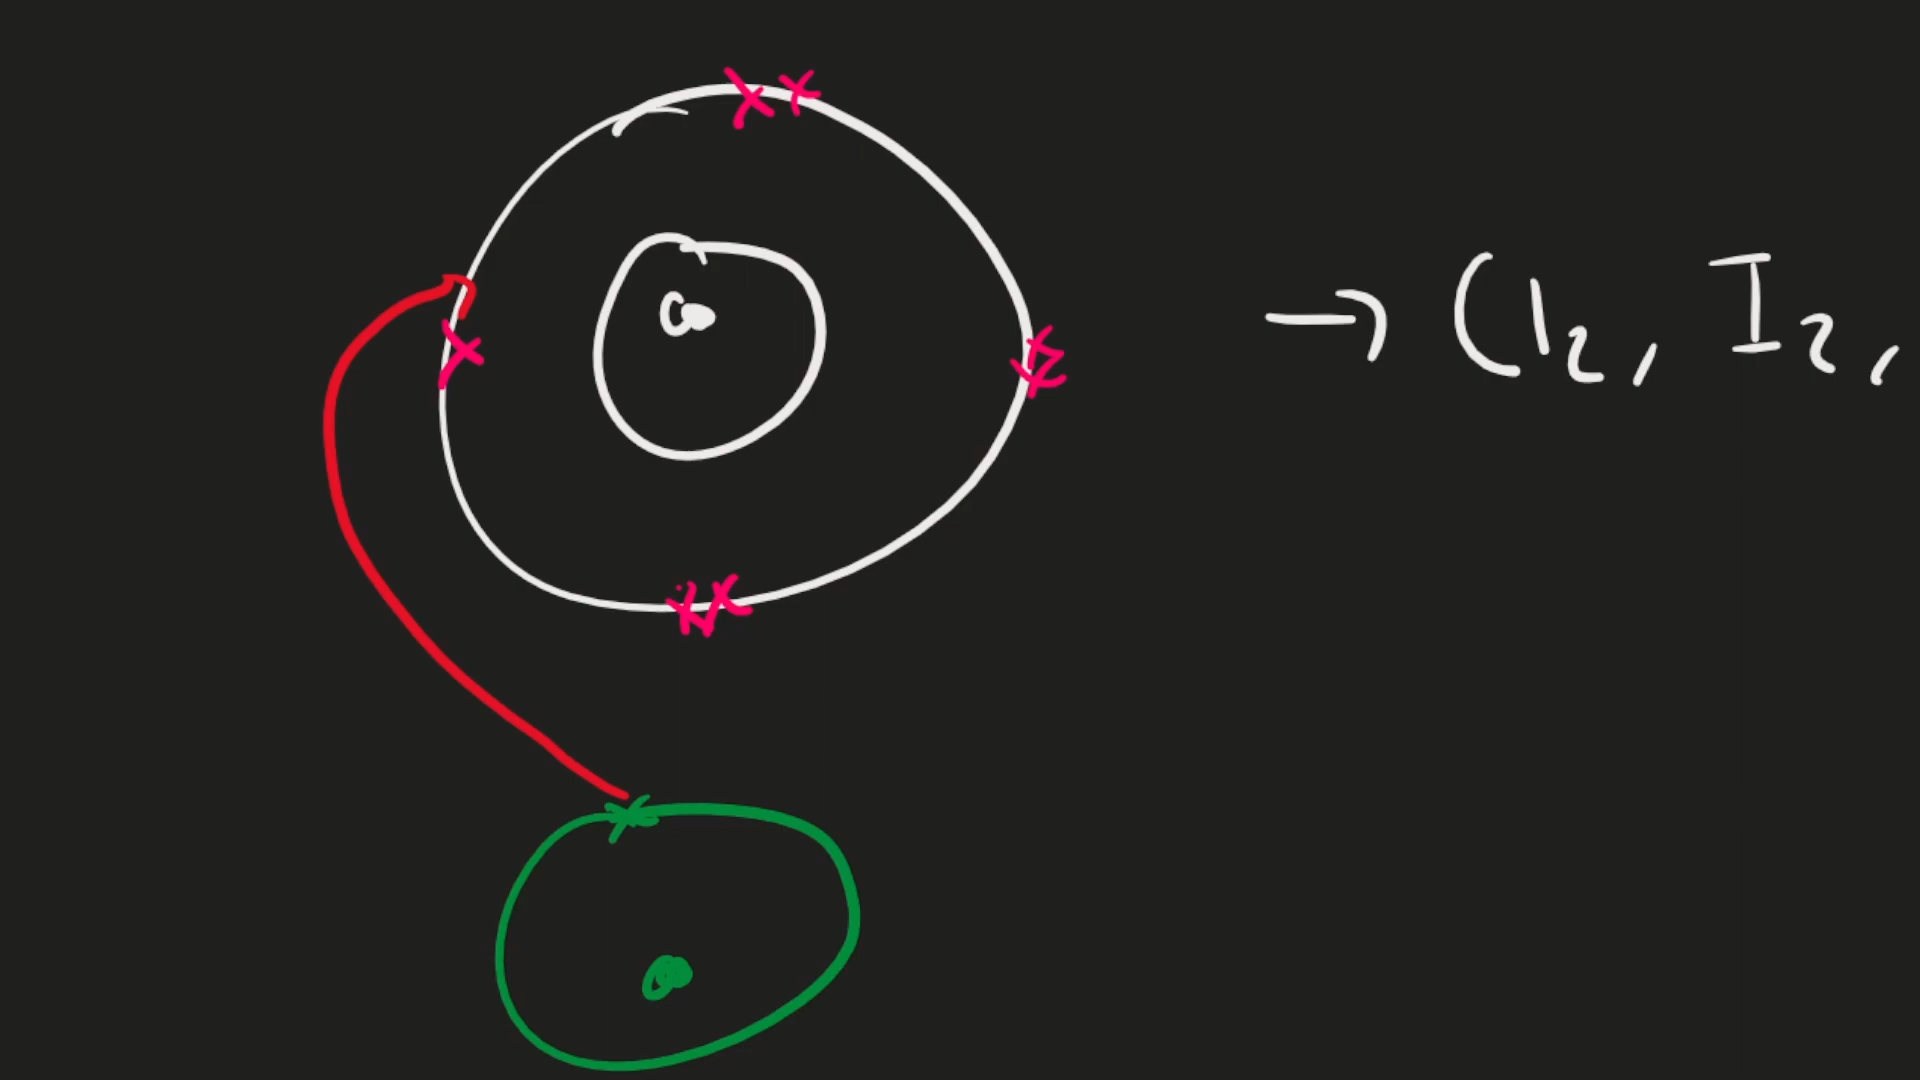 → Cl₂, I₂,